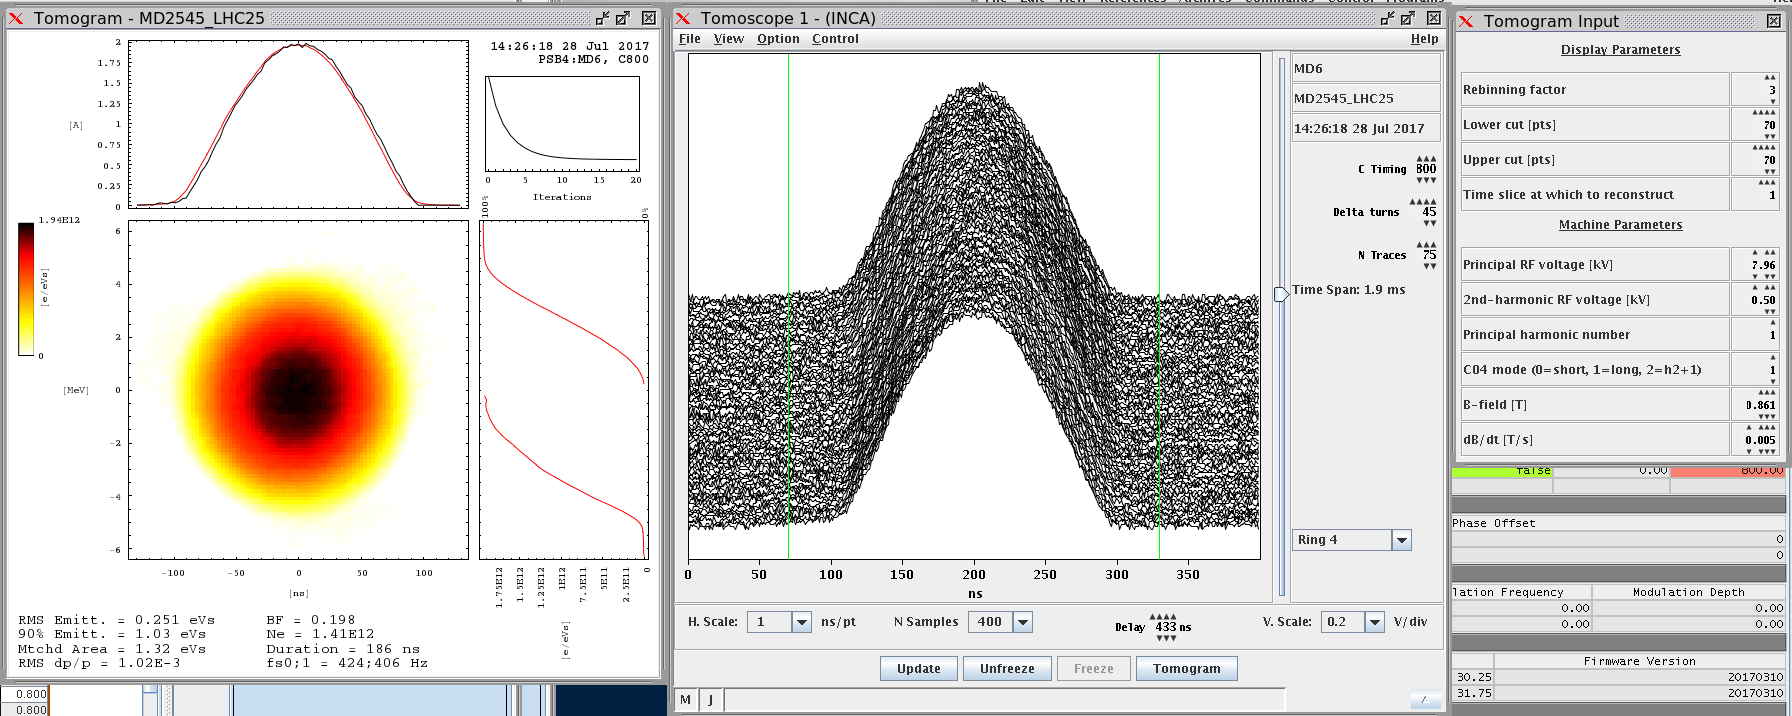 Tomogram - MD2545_LHC25
14:26:18 28 Jul 2017
PSB4:MD6, C800
2
1.75
1.5
1.25
1
0.75
0.5
0.25
0
[A]
0 5 10 15 20
Iterations
1.94E12
0
[e/eVs]
6
4
2
0
-2
-4
-6
[MeV]
-100 -50 0 50 100
[ns]
100%
0%
1.75E12
1.5E12
1.25E12
1E12
7.5E11
5E11
2.5E11
0
[e/eVs]
RMS Emitt. = 0.251 eVs BF = 0.198
90% Emitt. = 1.03 eVs Ne = 1.41E12
Mtchd Area = 1.32 eVs Duration = 186 ns
RMS dp/p = 1.02E-3 fs0;1 = 424;406 Hz
0.800
0.800
Tomoscope 1 - (INCA)
File View Option Control Help
MD6
MD2545_LHC25
14:26:18 28 Jul 2017
C Timing 800
Delta turns 45
N Traces 75
Time Span: 1.9 ms
Ring 4
0 50 100 150 200 250 300 350
ns
H. Scale: 1 ns/pt N Samples 400 Delay 433 ns V. Scale: 0.2 V/div
Update Unfreeze Freeze Tomogram
M J
Tomogram Input
Display Parameters
Rebinning factor 3
Lower cut [pts] 70
Upper cut [pts] 70
Time slice at which to reconstruct 1
Machine Parameters
Principal RF voltage [kV] 7.96
2nd-harmonic RF voltage [kV] 0.50
Principal harmonic number 1
C04 mode (0=short, 1=long, 2=h2+1) 1
B-field [T] 0.861
dB/dt [T/s] 0.005
false 0.00 800.00
Phase Offset
0
0
lation Frequency Modulation Depth
0.00 0.00
0.00 0.00
Firmware Version
30.25 20170310
31.75 20170310